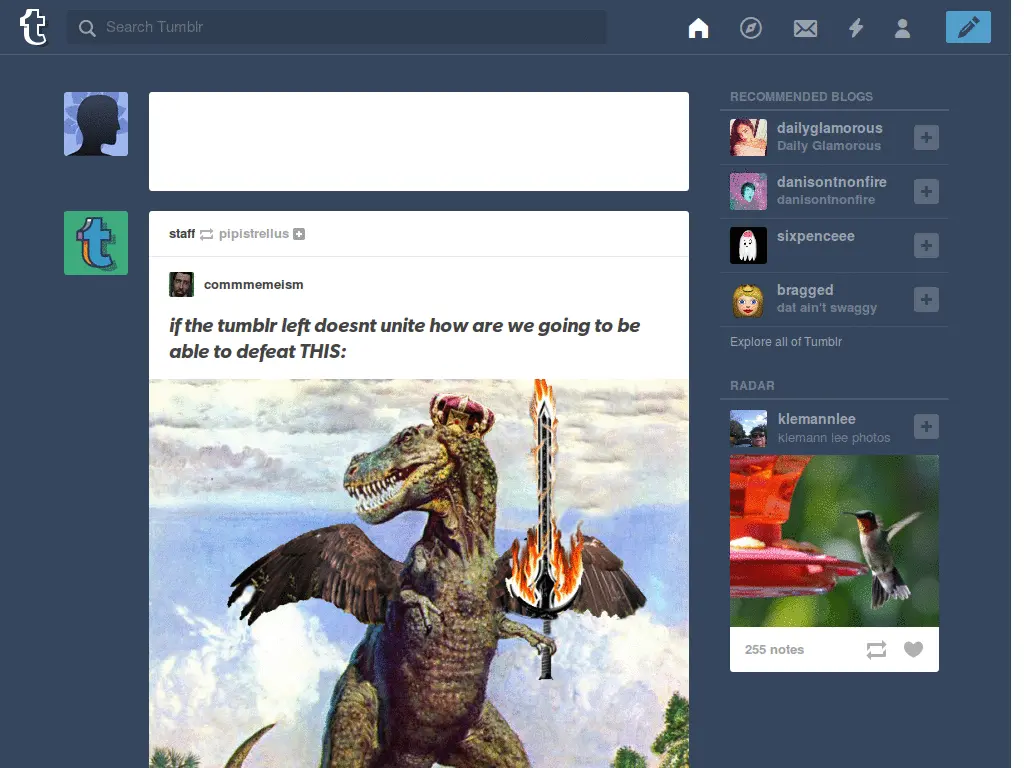 Search Tumblr
staff pipistrellus
commmemeism
if the tumblr left doesnt unite how are we going to be
able to defeat THIS:
RECOMMENDED BLOGS
dailyglamorous
Daily Glamorous
danisontnonfire
danisontnonfire
sixpenceee
bragged
dat ain't swaggy
Explore all of Tumblr
RADAR
klemannlee
klemann lee photos
255 notes